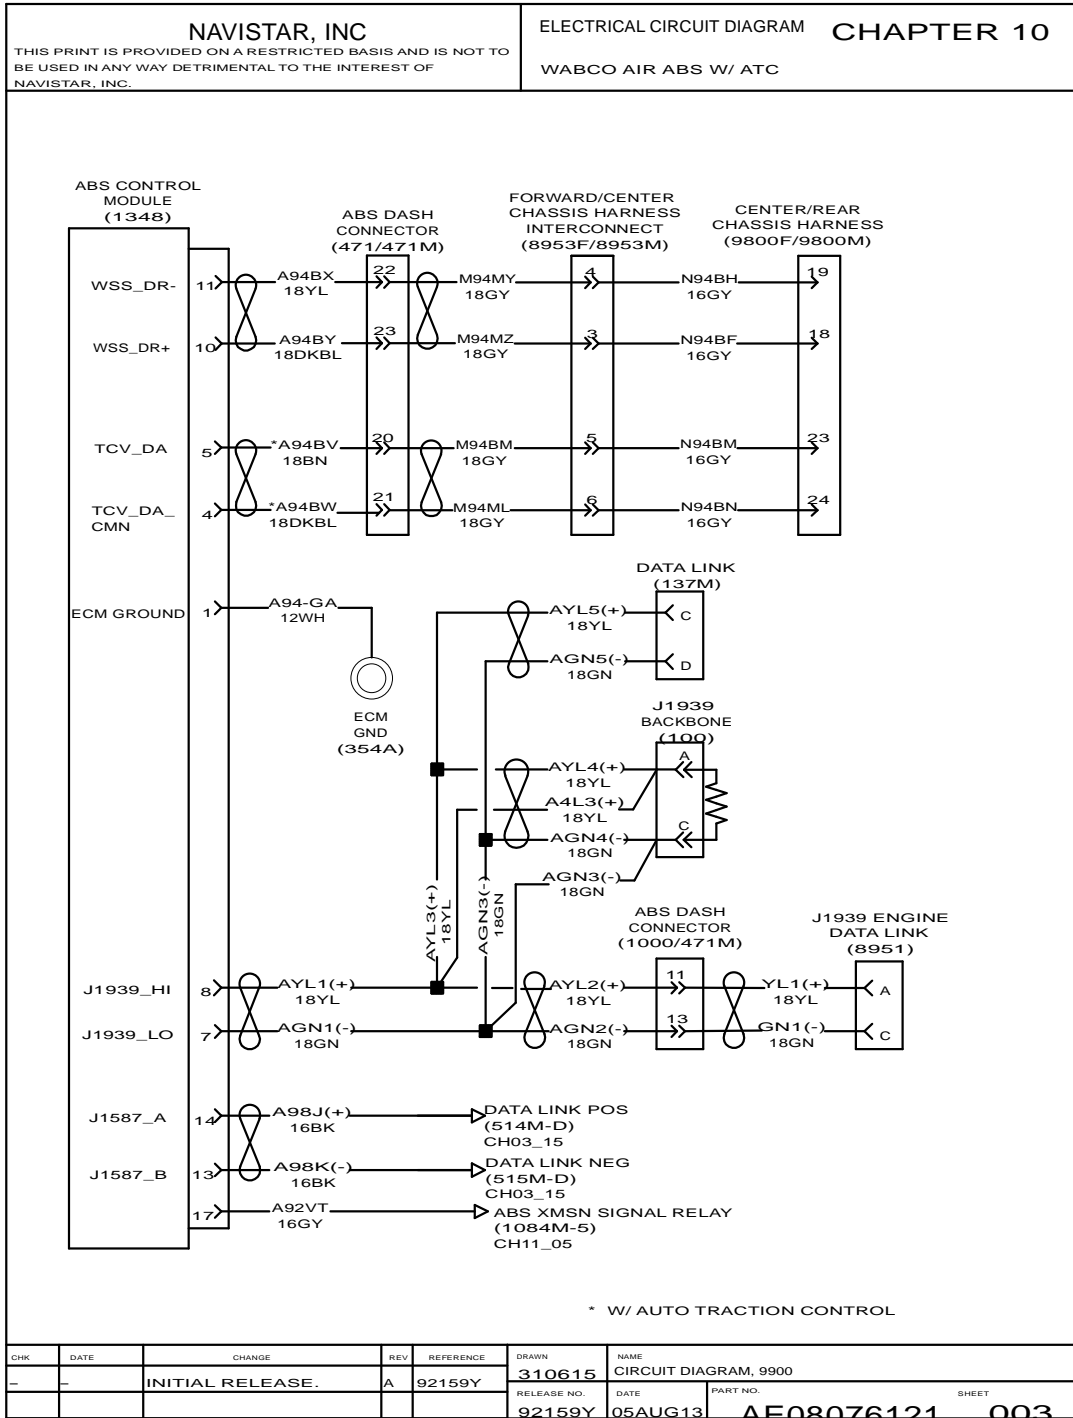 NAVISTAR, INC
THIS PRINT IS PROVIDED ON A RESTRICTED BASIS AND IS NOT TO
BE USED IN ANY WAY DETRIMENTAL TO THE INTEREST OF
NAVISTAR, INC.
ELECTRICAL CIRCUIT DIAGRAM CHAPTER 10
WABCO AIR ABS W/ ATC
ABS CONTROL
MODULE
(1348)
ABS DASH
CONNECTOR
(471/471M)
FORWARD/CENTER
CHASSIS HARNESS
INTERCONNECT
(8953F/8953M)
CENTER/REAR
CHASSIS HARNESS
(9800F/9800M)
WSS_DR- 11 A94BX 22 M94MY 4 N94BH 19
18YL 18GY 16GY
WSS_DR+ 10 A94BY 23 M94MZ 3 N94BF 18
18DKBL 18GY 16GY
TCV_DA 5 *A94BV 20 M94BM 5 N94BM 23
18BN 18GY 16GY
TCV_DA_
CMN
4 *A94BW 21 M94ML 6 N94BN 24
18DKBL 18GY 16GY
ECM GROUND 1 A94-GA
12WH
ECM
GND
(354A)
DATA LINK
(137M)
AYL5(+) C
18YL
AGN5(-) D
18GN
J1939
BACKBONE
(100)
AYL4(+) A
18YL
A4L3(+)
18YL
AGN4(-) C
18GN
AGN3(-)
18GN
AYL3(+)
18YL
AGN3(-)
18GN
ABS DASH
CONNECTOR
(1000/471M)
J1939 ENGINE
DATA LINK
(8951)
J1939_HI 8 AYL1(+) AYL2(+) 11 YL1(+) A
18YL 18YL 18YL
J1939_LO 7 AGN1(-) AGN2(-) 13 GN1(-) C
18GN 18GN 18GN
J1587_A 14 A98J(+) DATA LINK POS
16BK (514M-D)
CH03_15
J1587_B 13 A98K(-) DATA LINK NEG
16BK (515M-D)
CH03_15
17 A92VT ABS XMSN SIGNAL RELAY
16GY (1084M-5)
CH11_05
* W/ AUTO TRACTION CONTROL
CHK DATE CHANGE REV REFERENCE DRAWN NAME
– – INITIAL RELEASE. A 92159Y 310615 CIRCUIT DIAGRAM, 9900
RELEASE NO. DATE PART NO. SHEET
92159Y 05AUG13 AE08076121 003